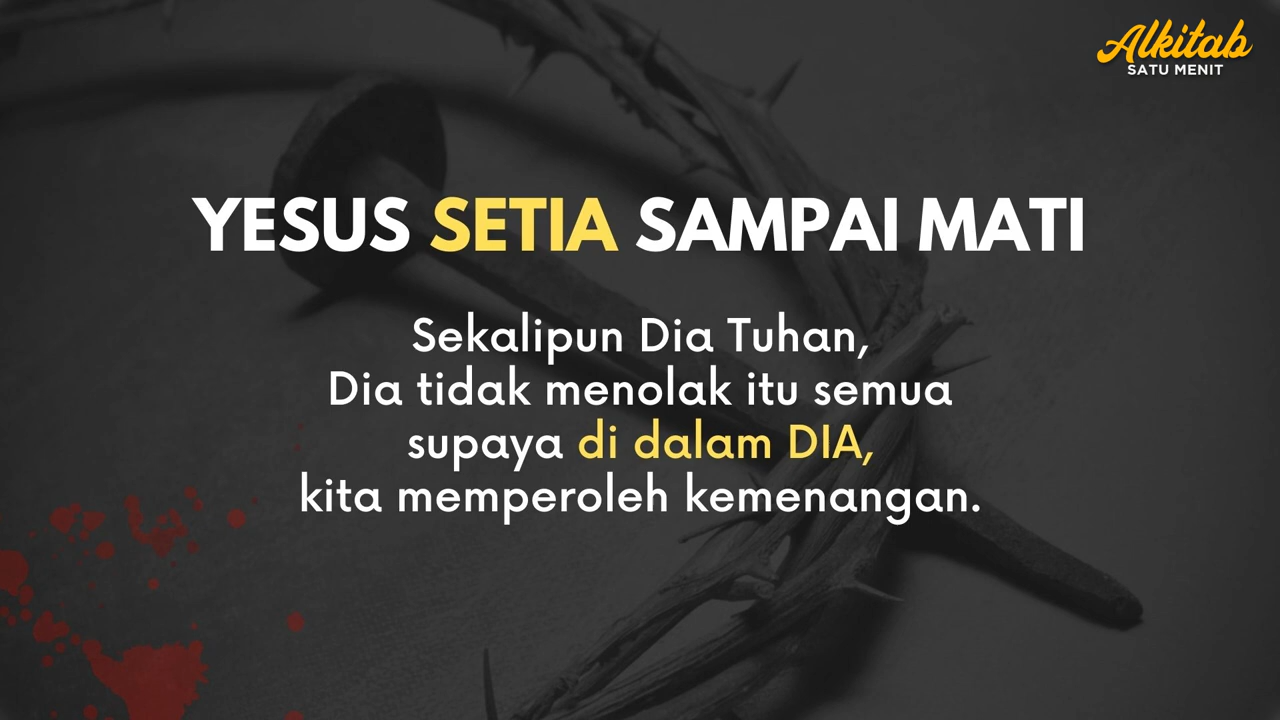 Alkitab
SATU MENIT
YESUS SETIA SAMPAI MATI
Sekalipun Dia Tuhan,
Dia tidak menolak itu semua
supaya di dalam DIA,
kita memperoleh kemenangan.